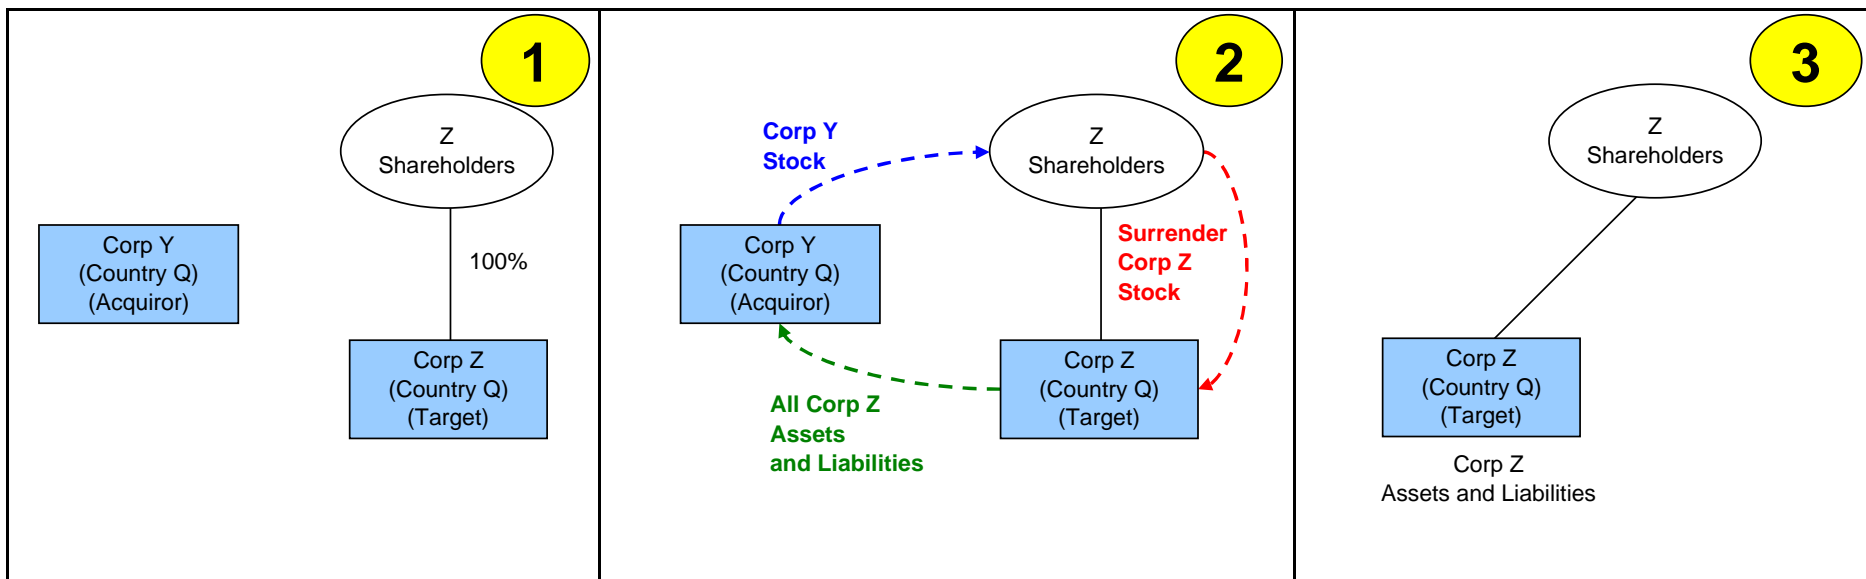 1
Z
Shareholders
Corp Y
(Country Q)
(Acquiror)
100%
Corp Z
(Country Q)
(Target)
2
Corp Y
Stock
Z
Shareholders
Corp Y
(Country Q)
(Acquiror)
Surrender
Corp Z
Stock
Corp Z
(Country Q)
(Target)
All Corp Z
Assets
and Liabilities
3
Z
Shareholders
Corp Z
(Country Q)
(Target)
Corp Z
Assets and Liabilities